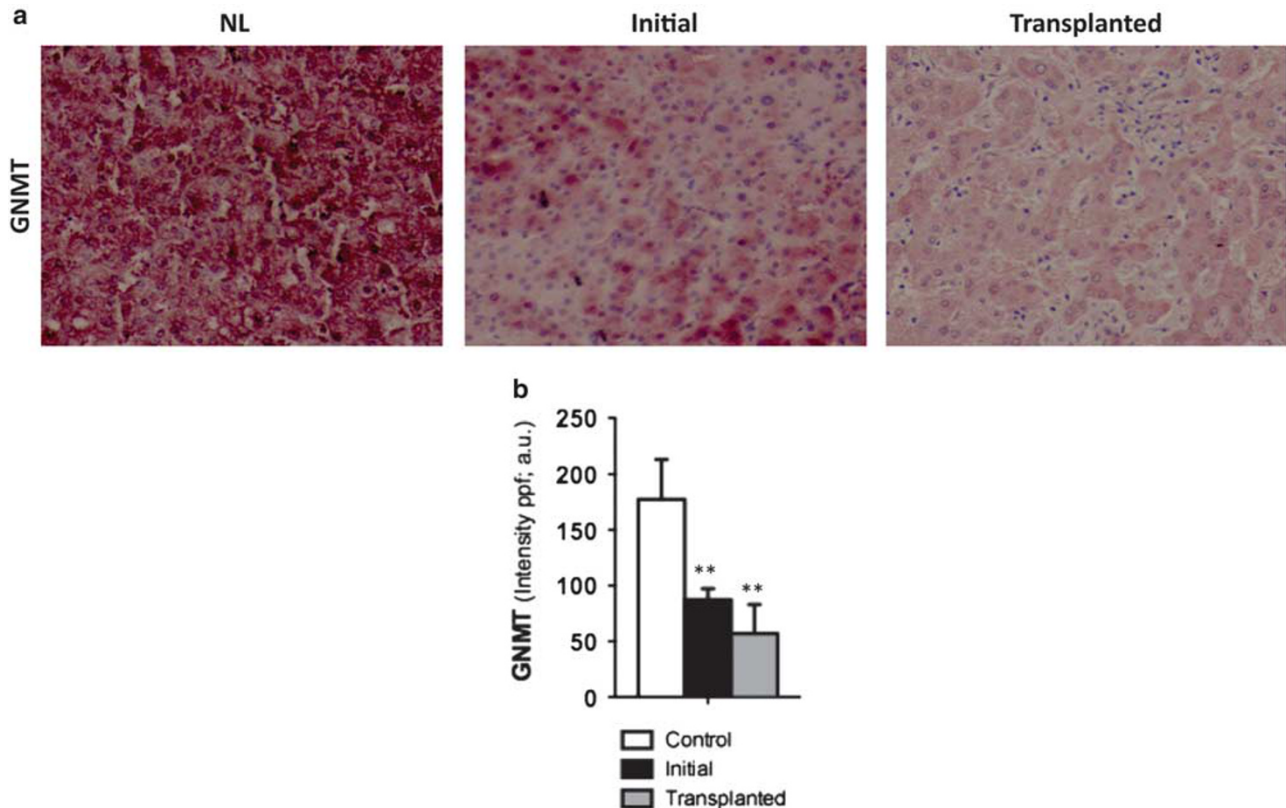 a
NL
Initial
Transplanted
GNMT
b
GNMT (Intensity ppf; a.u.)
250
200
150
100
50
0
**
**
Control
Initial
Transplanted